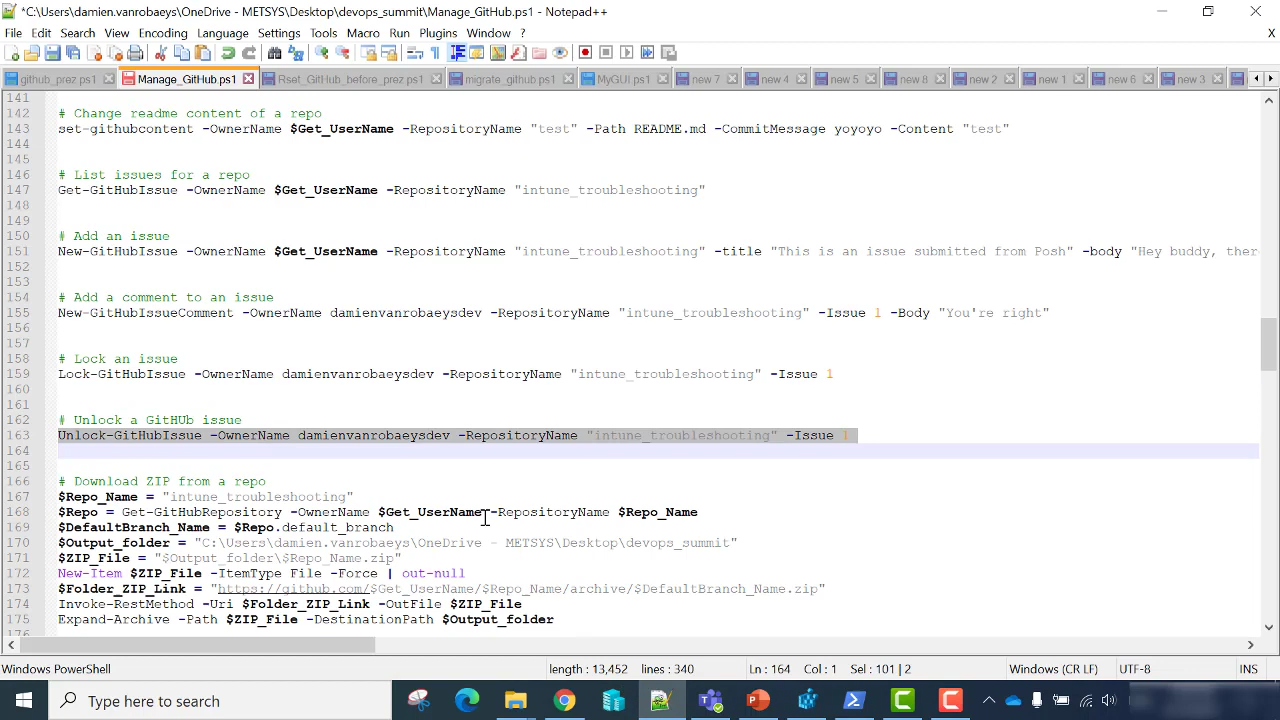 *C:\Users\damien.vanrobaeys\OneDrive - METSYS\Desktop\devops_summit\Manage_GitHub.ps1 - Notepad++
File Edit Search View Encoding Language Settings Tools Macro Run Plugins Window ? X
github_prez.ps1 Manage_GitHub.ps1 Rset_GitHub_before_prez.ps1 migrate_github.ps1 MyGUI.ps1 new 7 new 4 new 5 new 8 new 2 new 1 new 6 new 3
141
142 # Change readme content of a repo
143 set-githubcontent -OwnerName $Get_UserName -RepositoryName "test" -Path README.md -CommitMessage yoyoyo -Content "test"
144
145
146 # List issues for a repo
147 Get-GitHubIssue -OwnerName $Get_UserName -RepositoryName "intune_troubleshooting"
148
149
150 # Add an issue
151 New-GitHubIssue -OwnerName $Get_UserName -RepositoryName "intune_troubleshooting" -title "This is an issue submitted from Posh" -body "Hey buddy, ther
152
153
154 # Add a comment to an issue
155 New-GitHubIssueComment -OwnerName damienvanrobaeysdev -RepositoryName "intune_troubleshooting" -Issue 1 -Body "You're right"
156
157
158 # Lock an issue
159 Lock-GitHubIssue -OwnerName damienvanrobaeysdev -RepositoryName "intune_troubleshooting" -Issue 1
160
161
162 # Unlock a GitHUb issue
163 Unlock-GitHubIssue -OwnerName damienvanrobaeysdev -RepositoryName "intune_troubleshooting" -Issue 1
164
165
166 # Download ZIP from a repo
167 $Repo_Name = "intune_troubleshooting"
168 $Repo = Get-GitHubRepository -OwnerName $Get_UserName -RepositoryName $Repo_Name
169 $DefaultBranch_Name = $Repo.default_branch
170 $Output_folder = "C:\Users\damien.vanrobaeys\OneDrive - METSYS\Desktop\devops_summit"
171 $ZIP_File = "$Output_folder\$Repo_Name.zip"
172 New-Item $ZIP_File -ItemType File -Force | out-null
173 $Folder_ZIP_Link = "https://github.com/$Get_UserName/$Repo_Name/archive/$DefaultBranch_Name.zip"
174 Invoke-RestMethod -Uri $Folder_ZIP_Link -OutFile $ZIP_File
175 Expand-Archive -Path $ZIP_File -DestinationPath $Output_folder
176
Windows PowerShell length : 13,452 lines : 340 Ln : 164 Col : 1 Sel : 101 | 2 Windows (CR LF) UTF-8 INS
Type here to search